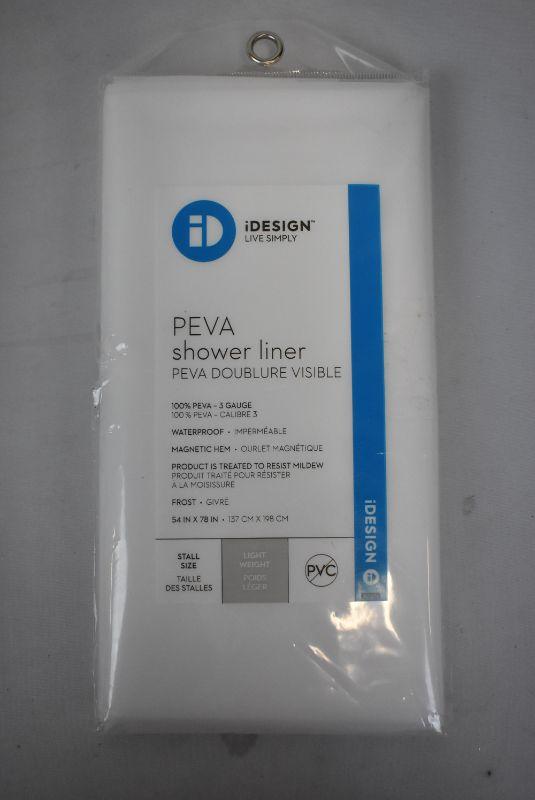 iD
iDESIGN™
LIVE SIMPLY
PEVA
shower liner
PEVA DOUBLURE VISIBLE
100% PEVA – 3 GAUGE
100% PEVA – CALIBRE 3
WATERPROOF • IMPERMÉABLE
MAGNETIC HEM • OURLET MAGNÉTIQUE
PRODUCT IS TREATED TO RESIST MILDEW
PRODUIT TRAITÉ POUR RÉSISTER
A LA MOISISSURE
FROST • GIVRÉ
54 IN X 78 IN • 137 CM X 198 CM
STALL
SIZE
TAILLE
DES STALLES
LIGHT
WEIGHT
POIDS
LÉGER
PVC
iDESIGN